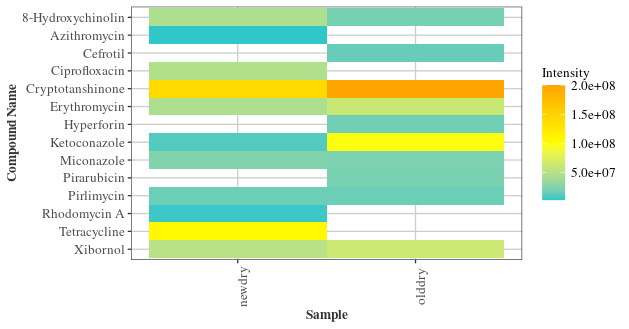 8-Hydroxychinolin
Azithromycin
Cefrotil
Ciprofloxacin
Cryptotanshinone
Erythromycin
Hyperforin
Ketoconazole
Miconazole
Pirarubicin
Pirlimycin
Rhodomycin A
Tetracycline
Xibornol
Compound Name
newdry
olddry
Sample
Intensity
2.0e+08
1.5e+08
1.0e+08
5.0e+07